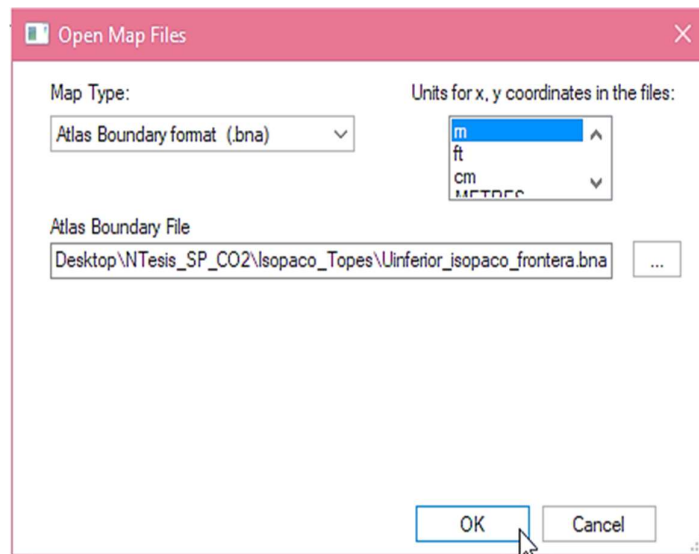 Open Map Files
Map Type:
Units for x, y coordinates in the files:
Atlas Boundary format (.bna)
m
ft
cm
METRES
Atlas Boundary File
Desktop\NTesis_SP_CO2\Isopaco_Topes\Uinferior_isopaco_frontera.bna
...
OK
Cancel